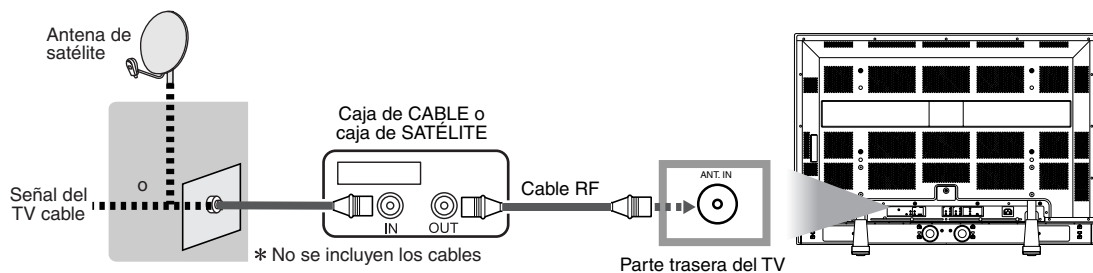 Antena de
satélite
Caja de CABLE o
caja de SATÉLITE
ANT. IN
o
Señal del
TV cable
Cable RF
IN
OUT
* No se incluyen los cables
Parte trasera del TV